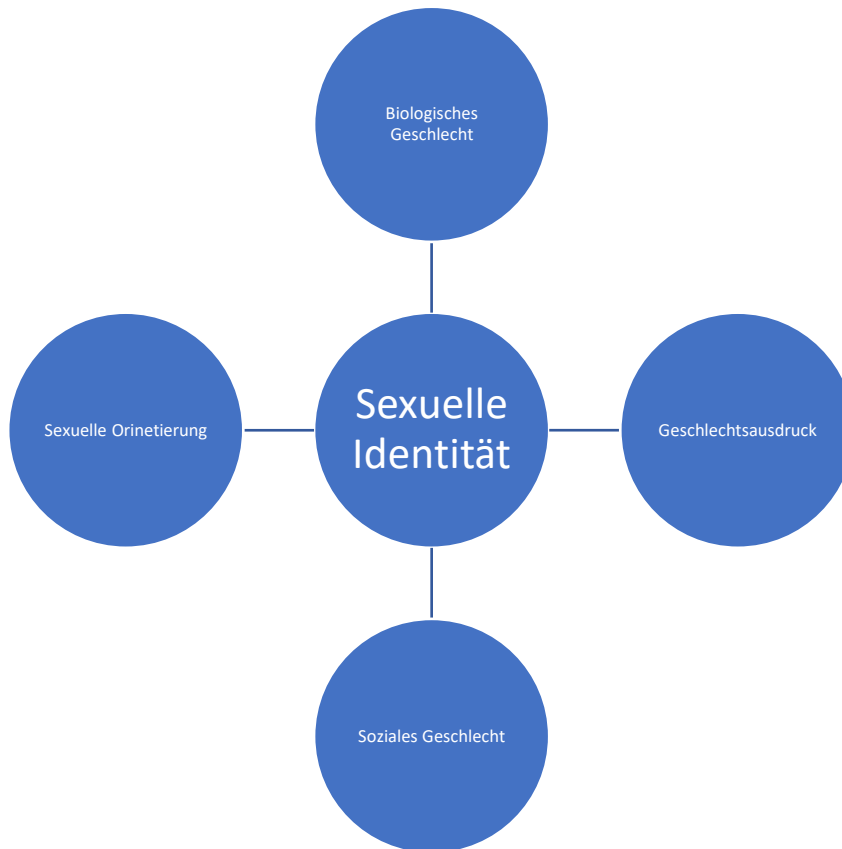 Biologisches
Geschlecht
Sexuelle Orinetierung
Sexuelle
Identität
Geschlechtsausdruck
Soziales Geschlecht